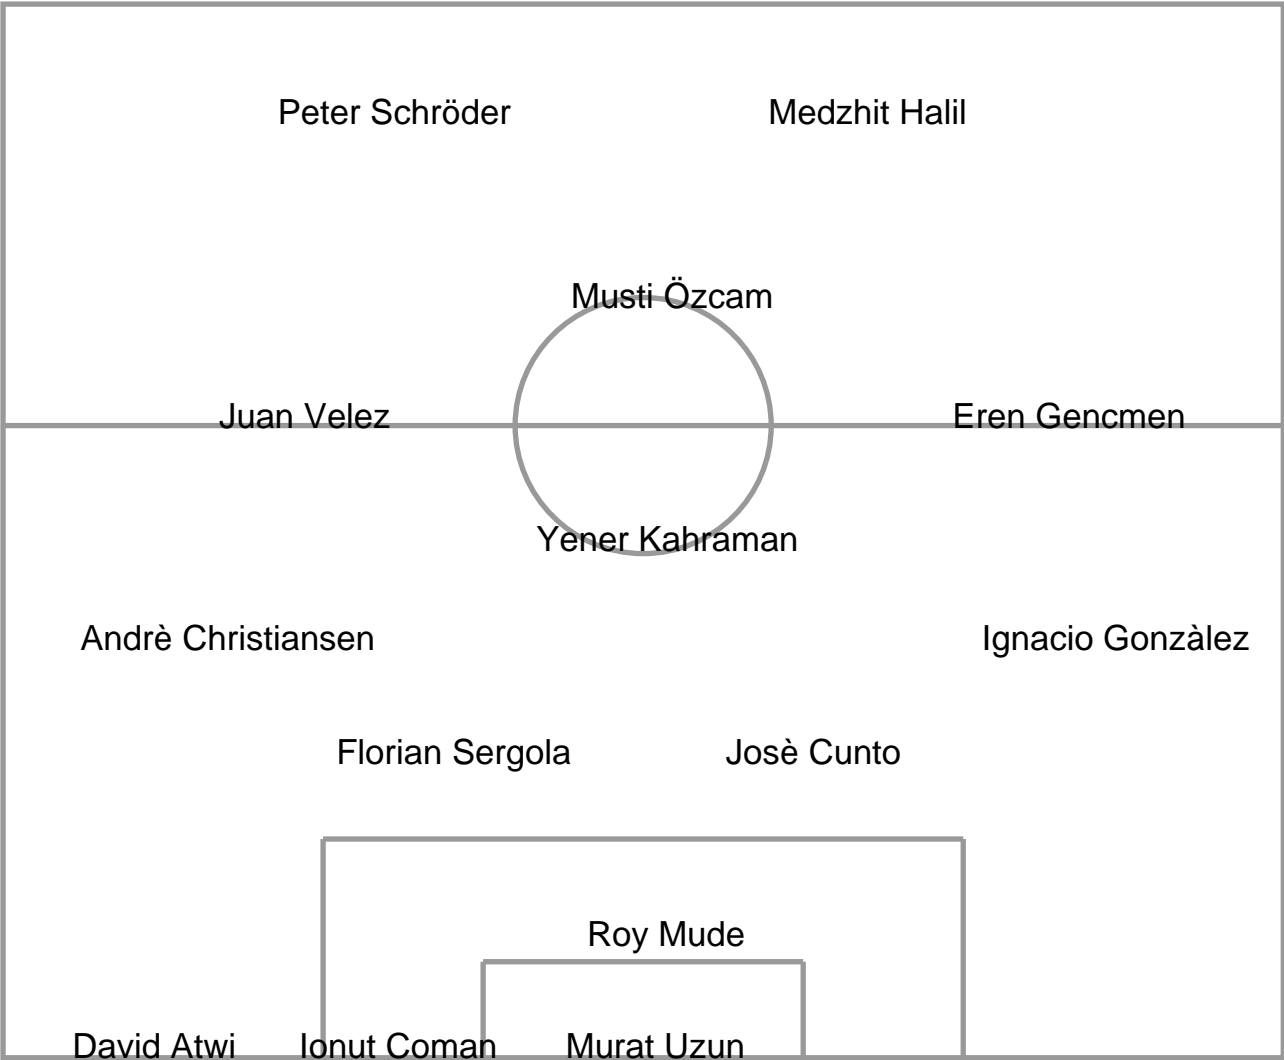 Peter Schröder Medzhit Halil
Musti Özcam
Juan Velez Eren Gencmen
Yener Kahraman
Andrè Christiansen Ignacio Gonzàlez
Florian Sergola Josè Cunto
Roy Mude
David Atwi Ionut Coman Murat Uzun